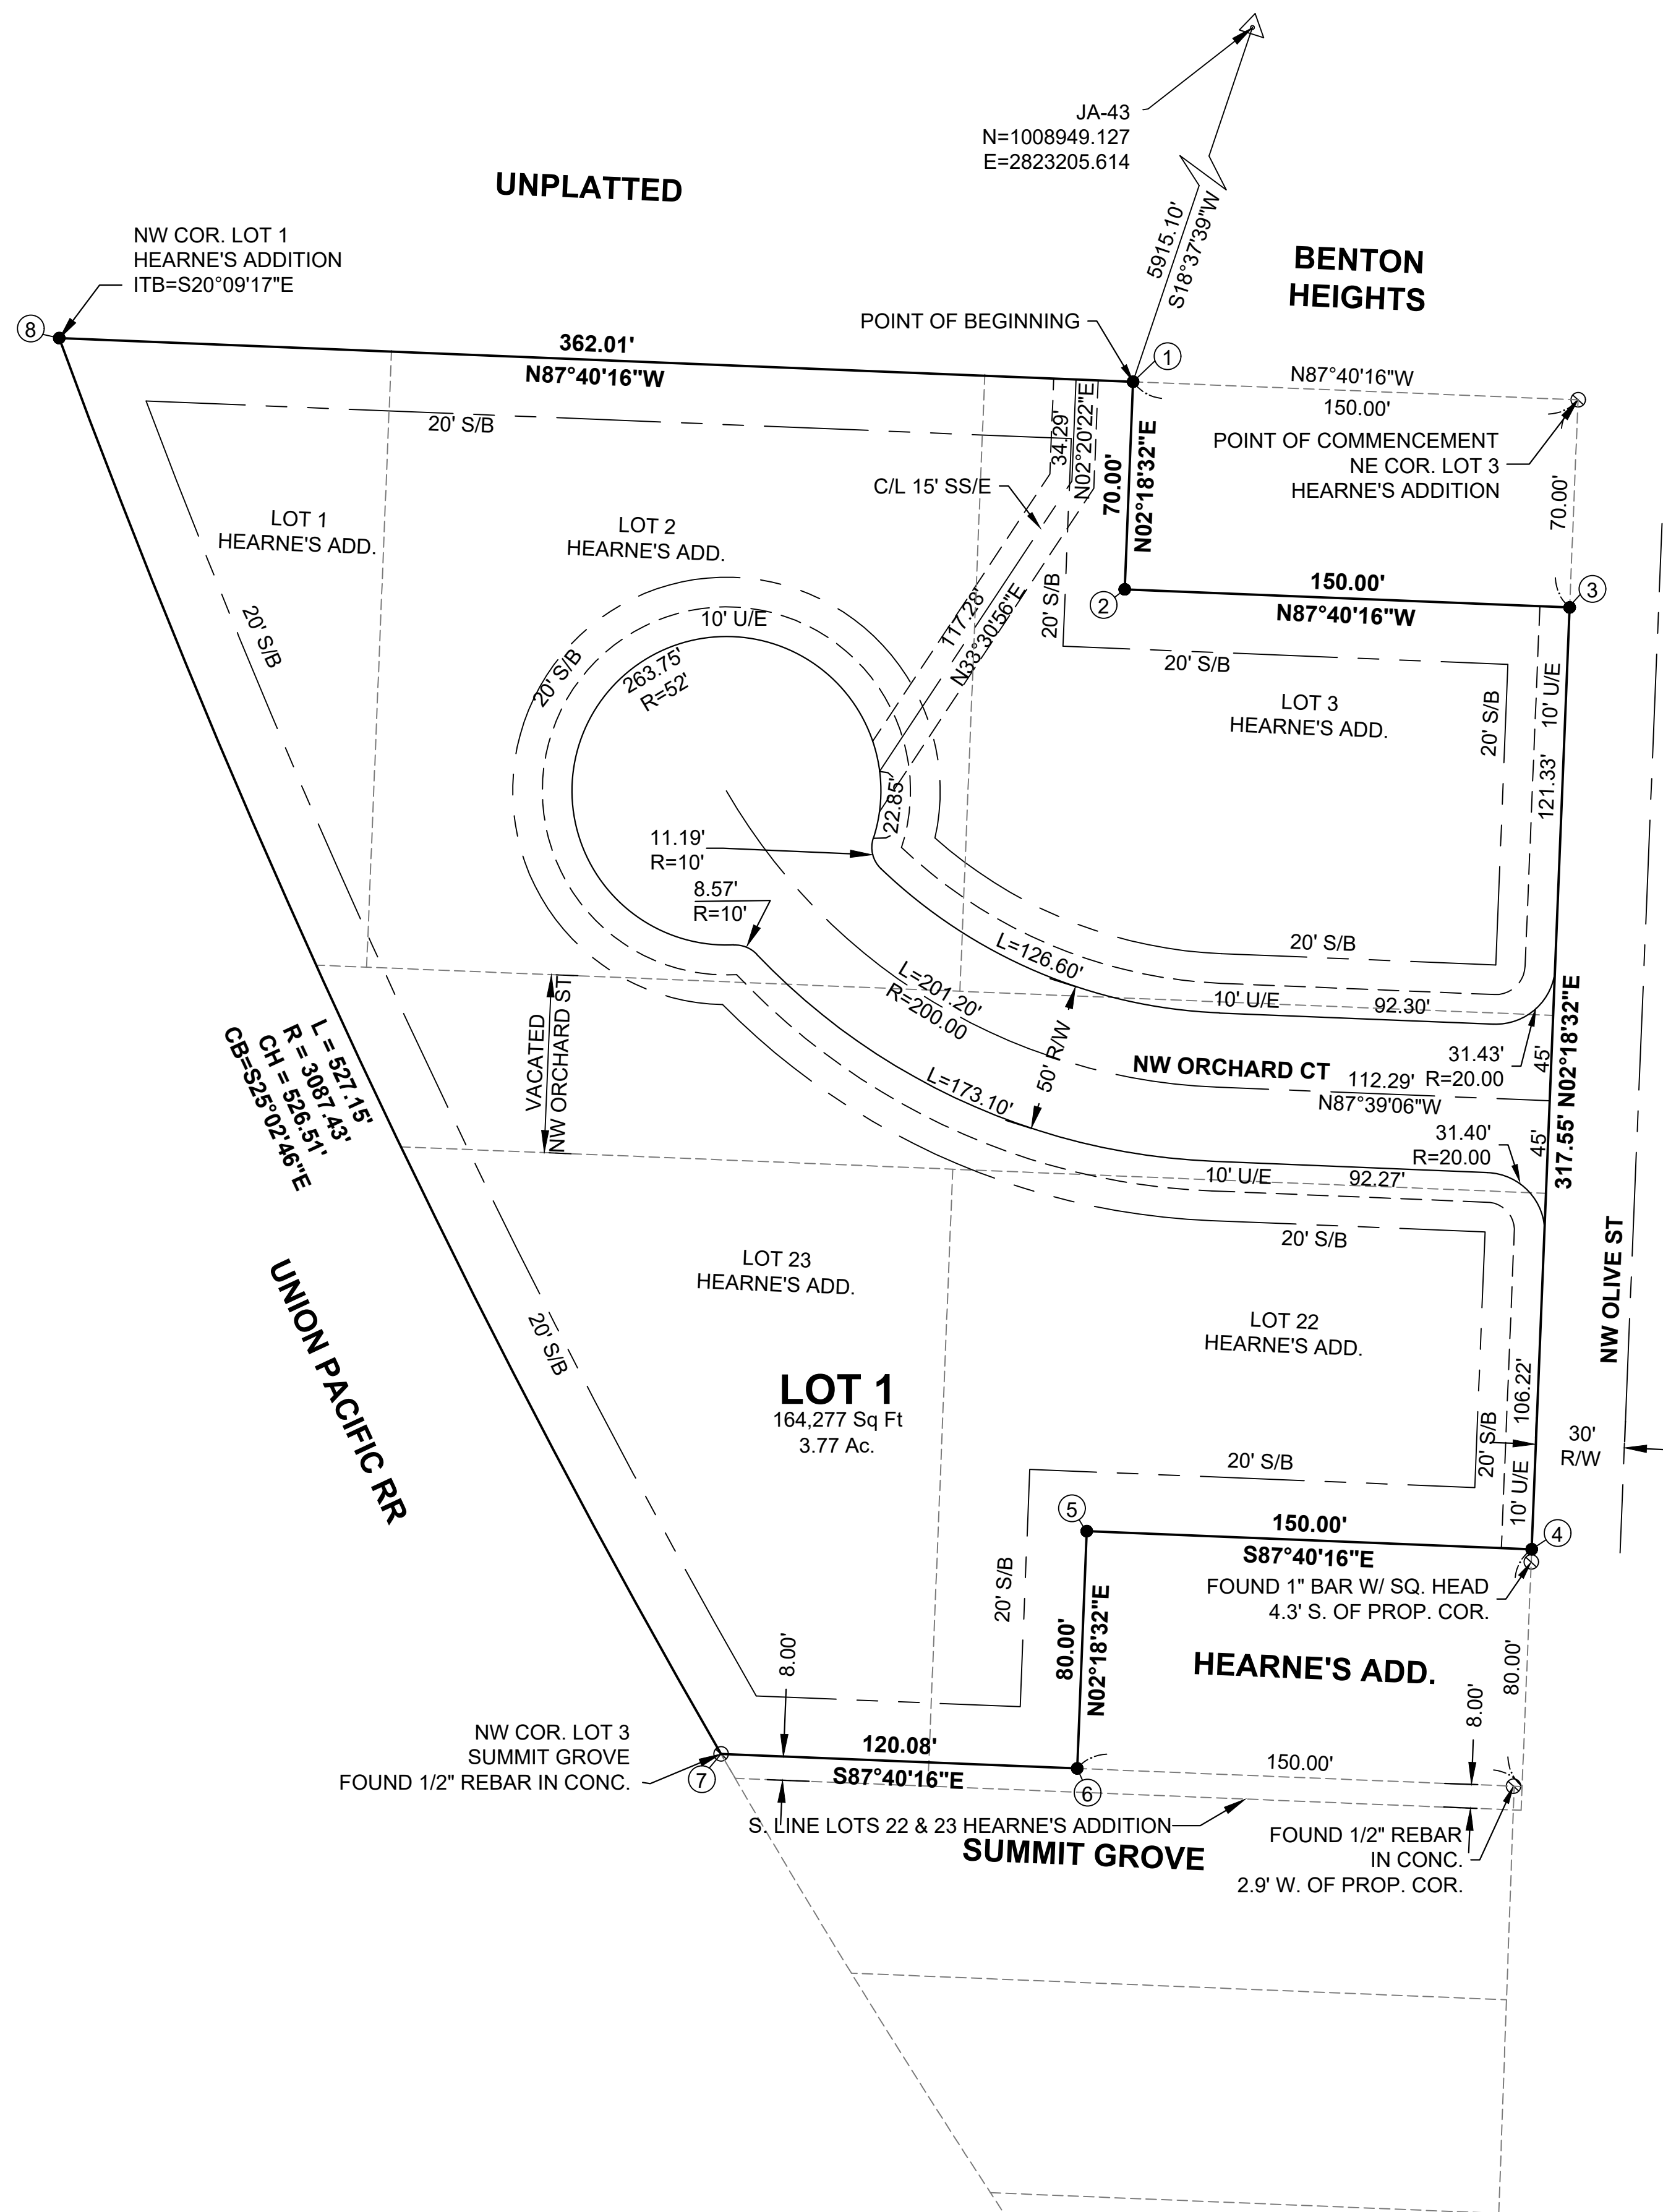 JA-43
N=1008949.127
E=2823205.614
UNPLATTED
5915.10'
S18°37'39"W
NW COR. LOT 1
HEARNE'S ADDITION
ITB=S20°09'17"E
BENTON
HEIGHTS
POINT OF BEGINNING
8
362.01'
N87°40'16"W
1
N87°40'16"W
150.00'
20' S/B
34.29'
N02°20'22"E
70.00'
N02°18'32"E
POINT OF COMMENCEMENT
NE COR. LOT 3
HEARNE'S ADDITION
70.00'
C/L 15' SS/E
LOT 1
HEARNE'S ADD.
LOT 2
HEARNE'S ADD.
20' S/B
2
150.00'
N87°40'16"W
3
20' S/B
10' U/E
117.28'
N33°30'56"E
20' S/B
20' S/B
263.75'
R=52'
LOT 3
HEARNE'S ADD.
20' S/B
10' U/E
121.33'
22.85'
11.19'
R=10'
8.57'
R=10'
L=126.60'
20' S/B
L=201.20'
R=200.00
10' U/E
92.30'
VACATED
NW ORCHARD ST
50' R/W
NW ORCHARD CT
112.29'
N87°39'06"W
31.43'
R=20.00
45'
317.55' N02°18'32"E
L = 527.15'
R = 3087.43'
CH = 526.51'
CB=S25°02'46"E
L=173.10'
31.40'
R=20.00
45'
10' U/E
92.27'
20' S/B
LOT 23
HEARNE'S ADD.
NW OLIVE ST
UNION PACIFIC RR
20' S/B
LOT 22
HEARNE'S ADD.
LOT 1
164,277 Sq Ft
3.77 Ac.
106.22'
20' S/B
30'
R/W
20' S/B
10' U/E
5
150.00'
S87°40'16"E
4
FOUND 1" BAR W/ SQ. HEAD
4.3' S. OF PROP. COR.
20' S/B
80.00'
N02°18'32"E
HEARNE'S ADD.
80.00'
8.00'
8.00'
NW COR. LOT 3
SUMMIT GROVE
FOUND 1/2" REBAR IN CONC.
7
120.08'
S87°40'16"E
6
150.00'
S. LINE LOTS 22 & 23 HEARNE'S ADDITION
SUMMIT GROVE
FOUND 1/2" REBAR
IN CONC.
2.9' W. OF PROP. COR.